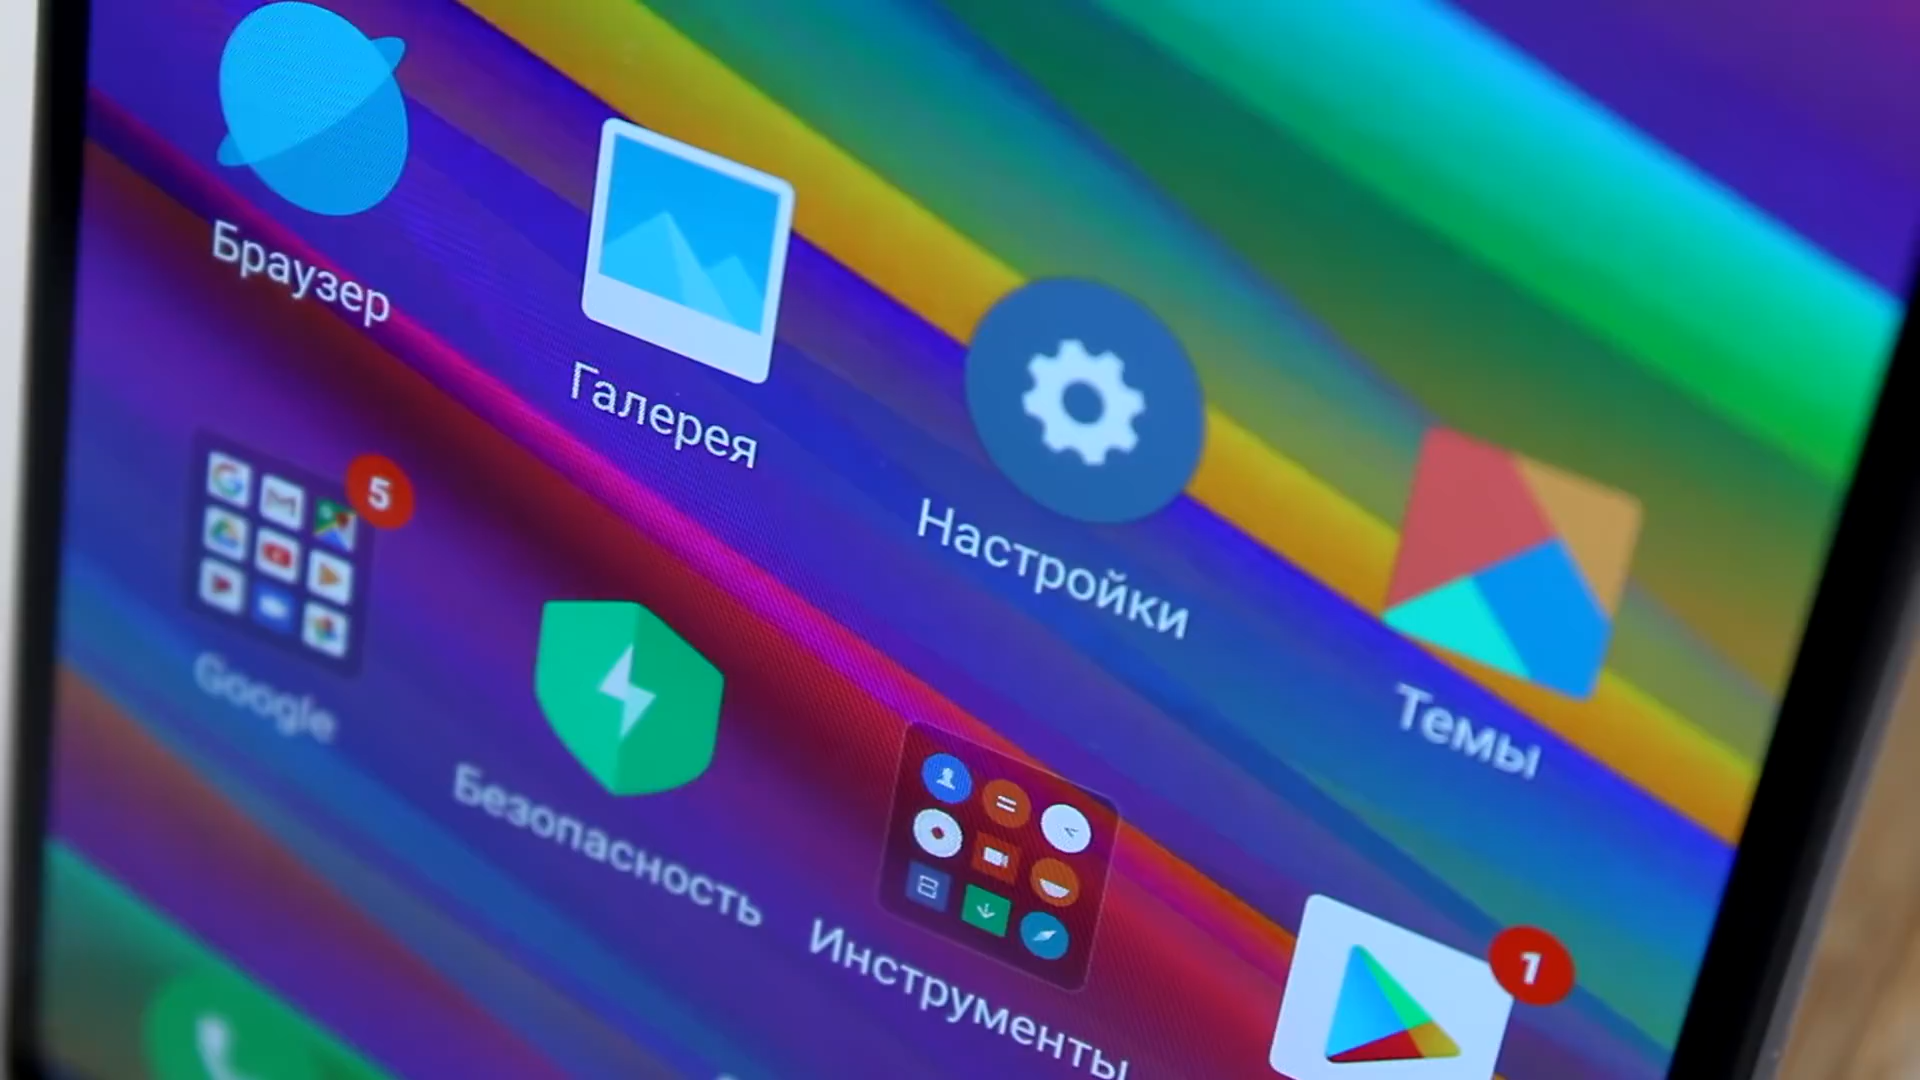 Браузер
Галерея
Настройки
Темы
5
Google
Безопасность
Инструменты
1